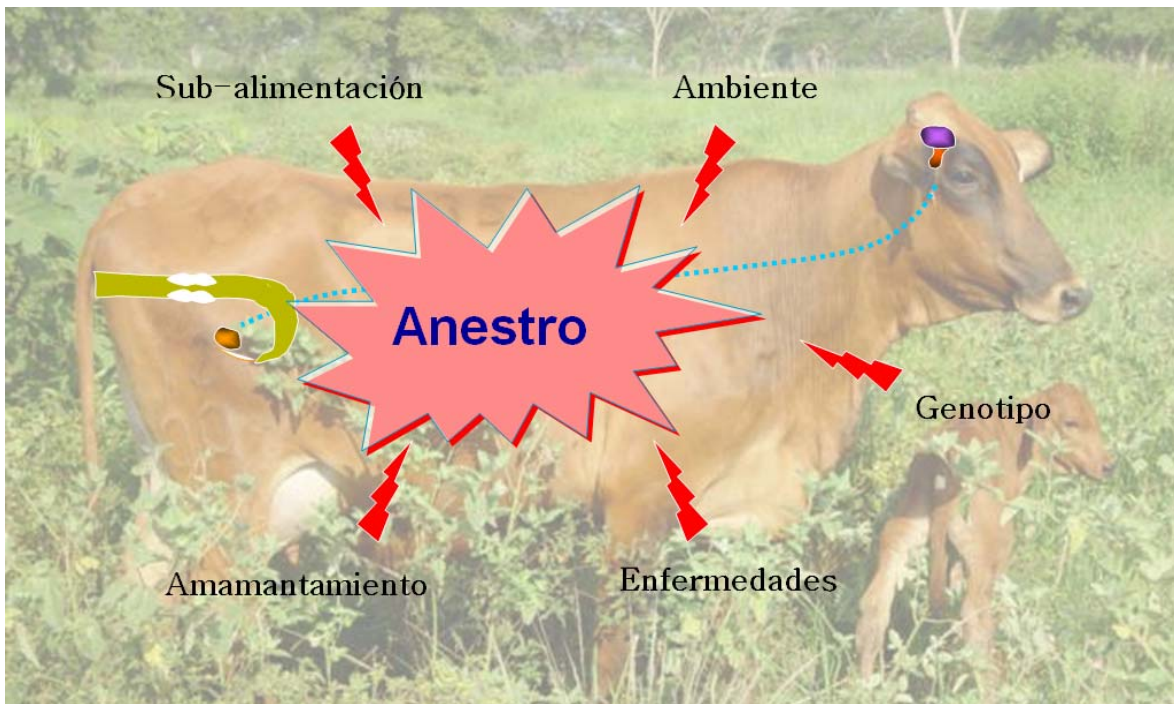 Sub-alimentación
Ambiente
Anestro
Genotipo
Amamantamiento
Enfermedades